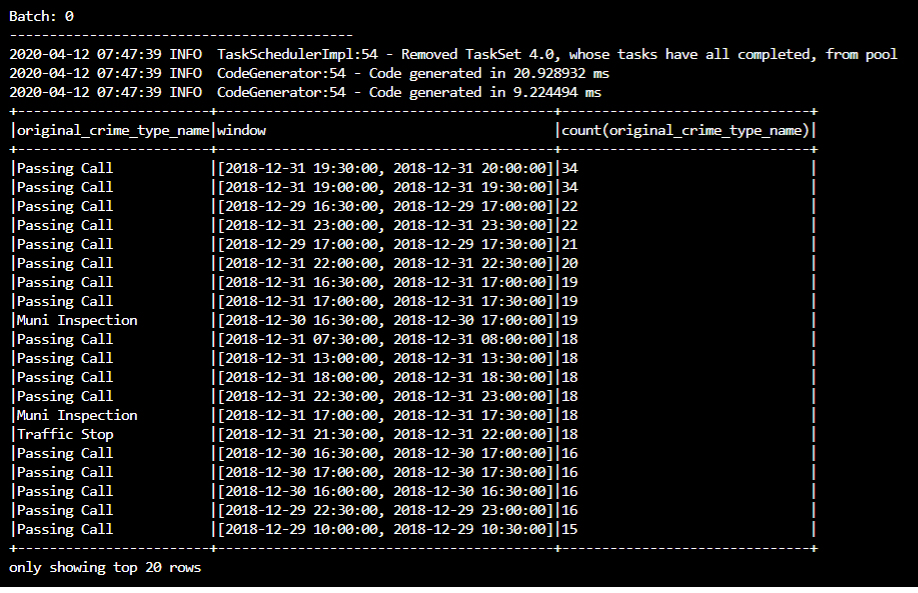 Batch: 0
-------------------------------------------
2020-04-12 07:47:39 INFO  TaskSchedulerImpl:54 - Removed TaskSet 4.0, whose tasks have all completed, from pool
2020-04-12 07:47:39 INFO  CodeGenerator:54 - Code generated in 20.928932 ms
2020-04-12 07:47:39 INFO  CodeGenerator:54 - Code generated in 9.224494 ms
+------------------------+------------------------------------------+-------------------------------+
|original_crime_type_name|window                                    |count(original_crime_type_name)|
+------------------------+------------------------------------------+-------------------------------+
|Passing Call            |[2018-12-31 19:30:00, 2018-12-31 20:00:00]|34                             |
|Passing Call            |[2018-12-31 19:00:00, 2018-12-31 19:30:00]|34                             |
|Passing Call            |[2018-12-29 16:30:00, 2018-12-29 17:00:00]|22                             |
|Passing Call            |[2018-12-31 23:00:00, 2018-12-31 23:30:00]|22                             |
|Passing Call            |[2018-12-29 17:00:00, 2018-12-29 17:30:00]|21                             |
|Passing Call            |[2018-12-31 22:00:00, 2018-12-31 22:30:00]|20                             |
|Passing Call            |[2018-12-31 16:30:00, 2018-12-31 17:00:00]|19                             |
|Passing Call            |[2018-12-31 17:00:00, 2018-12-31 17:30:00]|19                             |
|Muni Inspection         |[2018-12-30 16:30:00, 2018-12-30 17:00:00]|19                             |
|Passing Call            |[2018-12-31 07:30:00, 2018-12-31 08:00:00]|18                             |
|Passing Call            |[2018-12-31 13:00:00, 2018-12-31 13:30:00]|18                             |
|Passing Call            |[2018-12-31 18:00:00, 2018-12-31 18:30:00]|18                             |
|Passing Call            |[2018-12-31 22:30:00, 2018-12-31 23:00:00]|18                             |
|Muni Inspection         |[2018-12-31 17:00:00, 2018-12-31 17:30:00]|18                             |
|Traffic Stop            |[2018-12-31 21:30:00, 2018-12-31 22:00:00]|18                             |
|Passing Call            |[2018-12-30 16:30:00, 2018-12-30 17:00:00]|16                             |
|Passing Call            |[2018-12-30 17:00:00, 2018-12-30 17:30:00]|16                             |
|Passing Call            |[2018-12-30 16:00:00, 2018-12-30 16:30:00]|16                             |
|Passing Call            |[2018-12-29 22:30:00, 2018-12-29 23:00:00]|16                             |
|Passing Call            |[2018-12-29 10:00:00, 2018-12-29 10:30:00]|15                             |
+------------------------+------------------------------------------+-------------------------------+
only showing top 20 rows